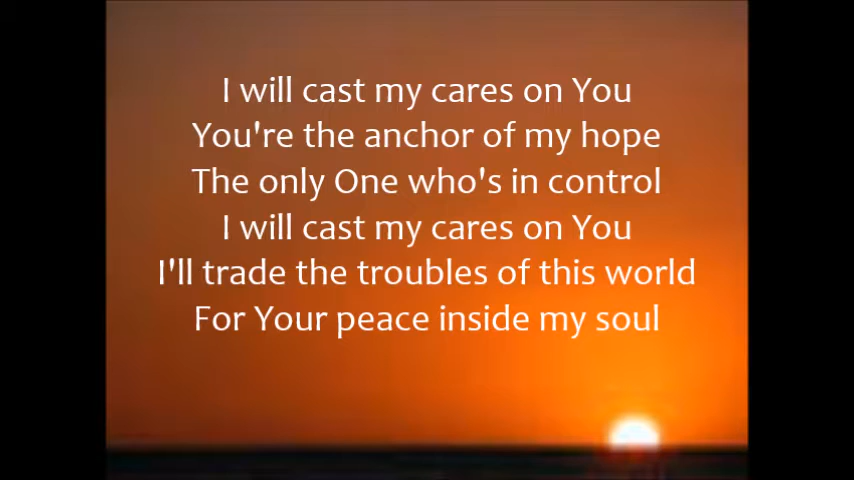 I will cast my cares on You
You're the anchor of my hope
The only One who's in control
I will cast my cares on You
I'll trade the troubles of this world
For Your peace inside my soul